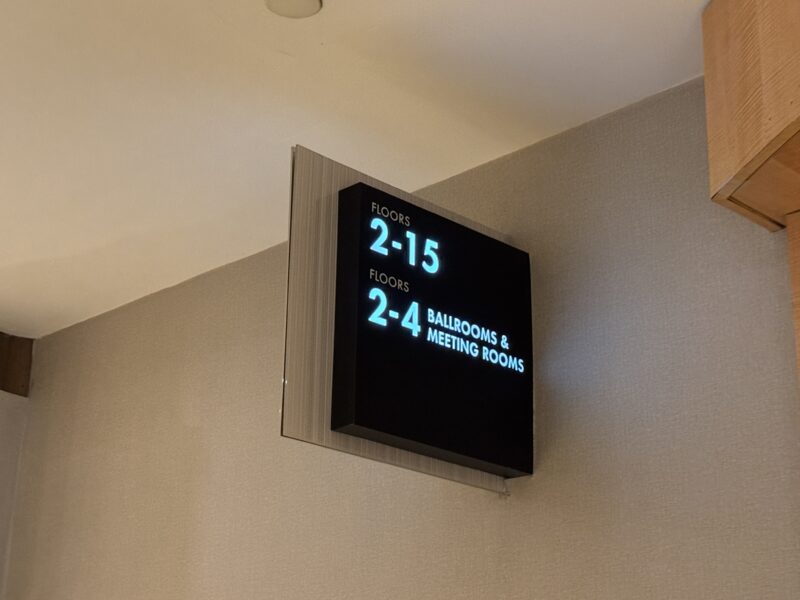 FLOORS
2-15
FLOORS
2-4 BALLROOMS &
MEETING ROOMS